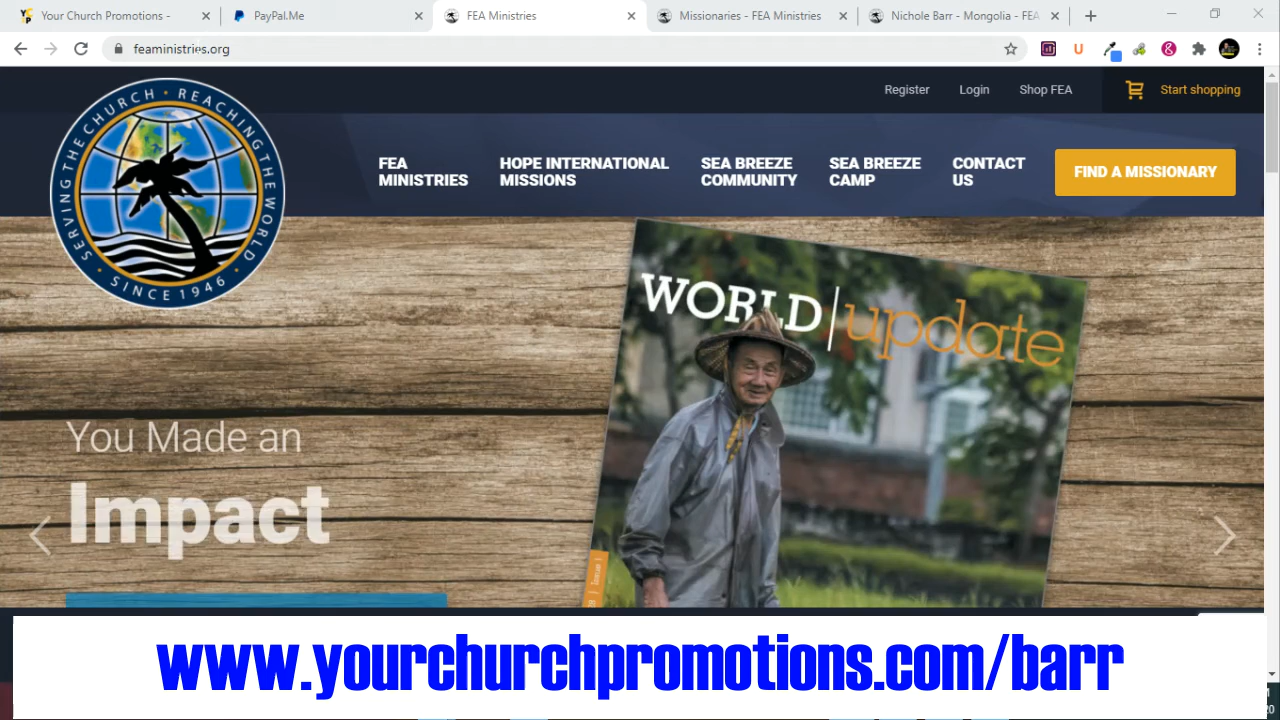 Your Church Promotions -
PayPal.Me
FEA Ministries
Missionaries - FEA Ministries
Nichole Barr - Mongolia - FEA
feaministries.org
Register
Login
Shop FEA
Start shopping
SERVING THE CHURCH • REACHING THE WORLD
• SINCE 1946 •
FEA
MINISTRIES
HOPE INTERNATIONAL
MISSIONS
SEA BREEZE
COMMUNITY
SEA BREEZE
CAMP
CONTACT
US
FIND A MISSIONARY
WORLD|update
You Made an
Impact
www.yourchurchpromotions.com/barr